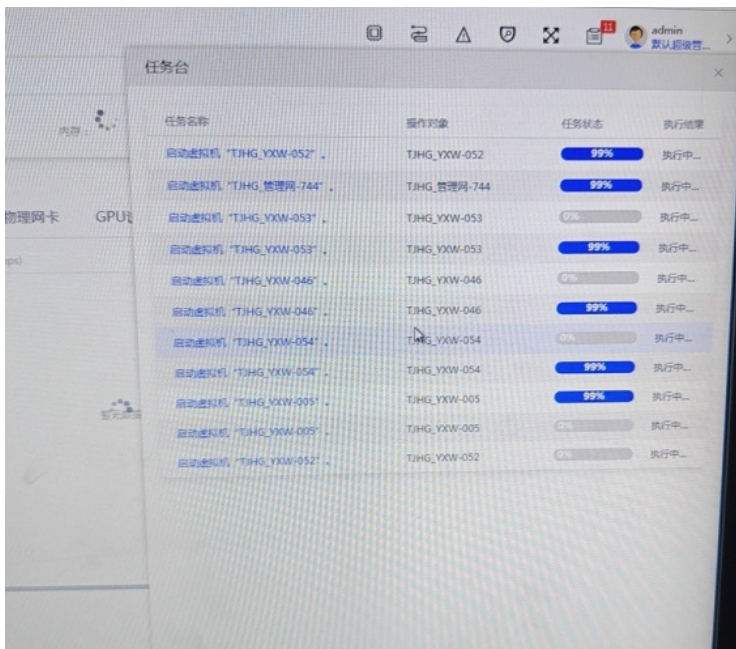 11
admin
默认超级管...
任务台
内存：
任务名称 操作对象 任务状态 执行结果
启动虚拟机 "TJHG_YXW-052"。 TJHG_YXW-052 99% 执行中...
启动虚拟机 "TJHG_管理网-744"。 TJHG_管理网-744 99% 执行中...
物理网卡 GPU
启动虚拟机 "TJHG_YXW-053"。 TJHG_YXW-053 0% 执行中...
启动虚拟机 "TJHG_YXW-053"。 TJHG_YXW-053 99% 执行中...
启动虚拟机 "TJHG_YXW-046"。 TJHG_YXW-046 0% 执行中...
启动虚拟机 "TJHG_YXW-046"。 TJHG_YXW-046 99% 执行中...
启动虚拟机 "TJHG_YXW-054"。 TJHG_YXW-054 0% 执行中...
启动虚拟机 "TJHG_YXW-054"。 TJHG_YXW-054 99% 执行中...
启动虚拟机 "TJHG_YXW-005"。 TJHG_YXW-005 99% 执行中...
启动虚拟机 "TJHG_YXW-005"。 TJHG_YXW-005 0% 执行中...
启动虚拟机 "TJHG_YXW-052"。 TJHG_YXW-052 0% 执行中...